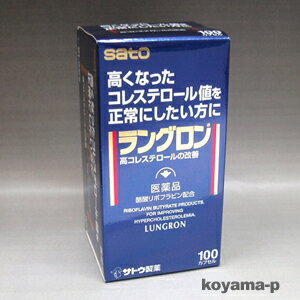 100
sato
高くなった
コレステロール値を
正常にしたい方に
ラングロン
高コレステロールの改善
医薬品
酪酸リボフラビン配合
RIBOFLAVIN BUTYRATE PRODUCTS,
FOR IMPROVING
HYPERCHOLESTEROLEMIA.
LUNGRON
100
カプセル
サトウ製薬
koyama-p